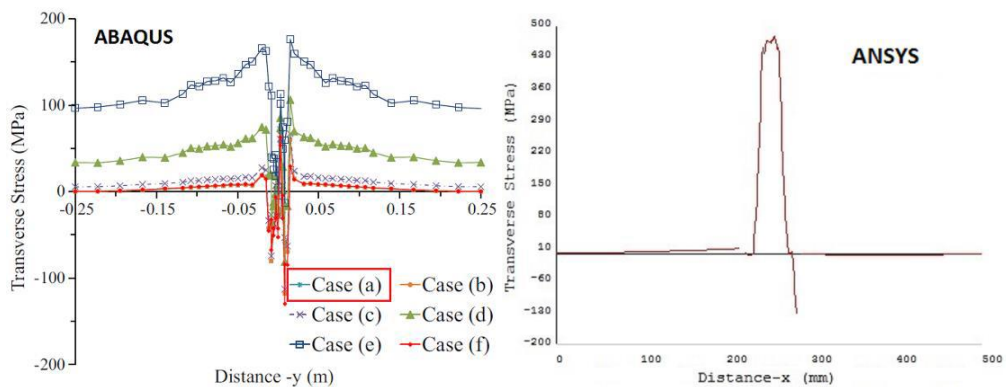 ABAQUS
Transverse Stress (MPa)
200
100
0
-100
200
-0.25
-0.15
-0.05
0.05
0.15
0.25
Case (a)
Case (b)
Case (c)
Case (d)
Case (e)
Case (f)
Distance -y (m)
ANSYS
Transverse Stress (MPa)
500
430
360
290
220
150
80
10
-60
-130
-200
0
100
200
300
400
500
Distance-x (mm)